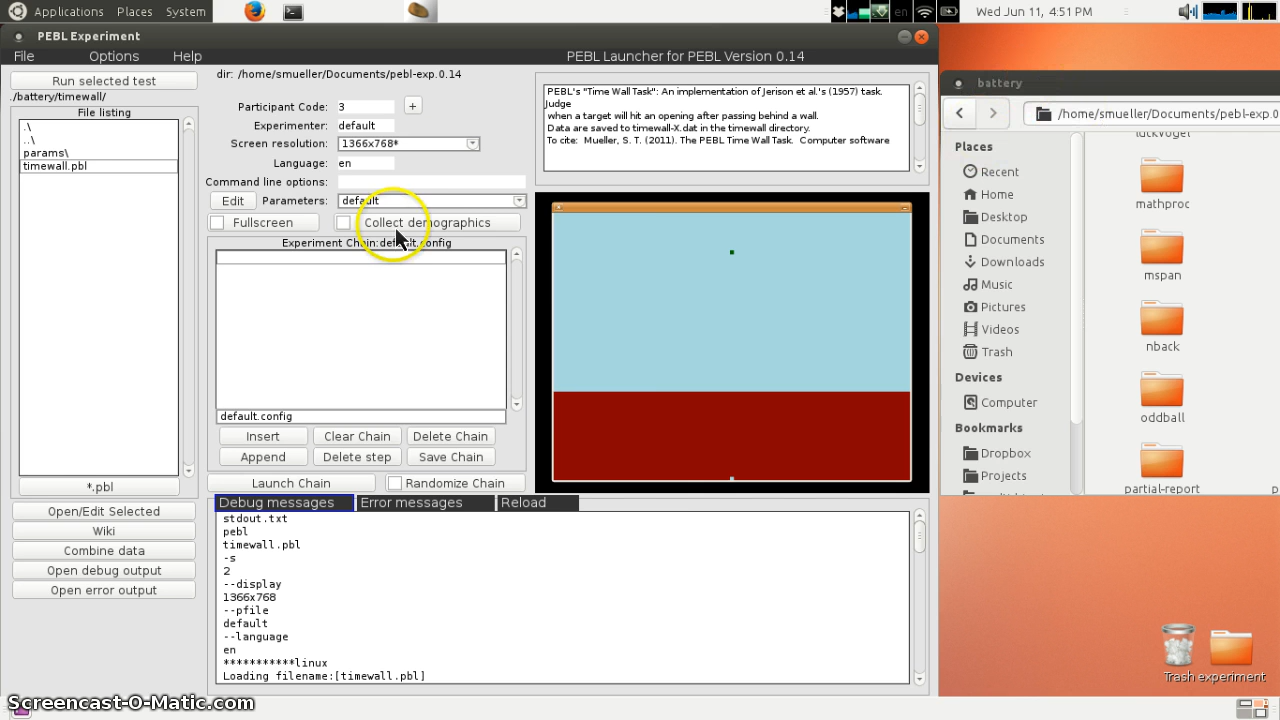 Applications Places System
en
Wed Jun 11, 4:51 PM
PEBL Experiment
File Options Help
PEBL Launcher for PEBL Version 0.14
Run selected test
./battery/timewall/
File listing
.\
..\
params\
timewall.pbl
*.pbl
Open/Edit Selected
Wiki
Combine data
Open debug output
Open error output
dir: /home/smueller/Documents/pebl-exp.0.14
Participant Code: 3 +
Experimenter: default
Screen resolution: 1366x768*
Language: en
Command line options:
Edit Parameters: default
Fullscreen Collect demographics
Experiment Chain:default.config
default.config
Insert Clear Chain Delete Chain
Append Delete step Save Chain
Launch Chain Randomize Chain
PEBL's "Time Wall Task": An implementation of Jerison et al.'s (1957) task.
Judge
when a target will hit an opening after passing behind a wall.
Data are saved to timewall-X.dat in the timewall directory.
To cite: Mueller, S. T. (2011). The PEBL Time Wall Task. Computer software
Debug messages Error messages Reload
stdout.txt
pebl
timewall.pbl
-s
2
--display
1366x768
--pfile
default
--language
en
***********linux
Loading filename:[timewall.pbl]
battery
/home/smueller/Documents/pebl-exp.0
Places
Recent
Home
Desktop
Documents
Downloads
Music
Pictures
Videos
Trash
Devices
Computer
Bookmarks
Dropbox
Projects
luckvogel
mathproc
mspan
nback
oddball
partial-report
Trash experiment
Screencast-O-Matic.com